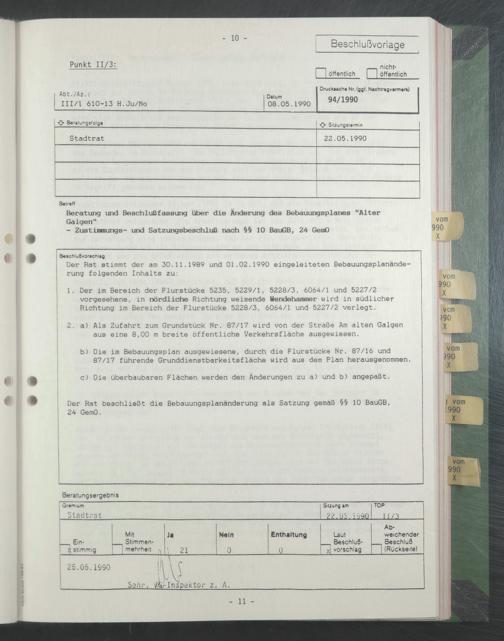 - 10 -
Beschlußvorlage
Punkt II/3:
öffentlich
nicht-
öffentlich
Abt./Az.:
III/1 610-13 H.Ju/No
Datum
08.05.1990
Drucksache Nr. (ggf. Nachtragvermerk)
94/1990
Beratungsfolge
Sitzungstermin
Stadtrat
22.05.1990
Betreff
Beratung und Beschlußfassung über die Änderung des Bebauungsplanes "Alter
Galgen"
- Zustimmungs- und Satzungsbeschluß nach §§ 10 BauGB, 24 GemO
Beschlußvorschlag
Der Rat stimmt der am 30.11.1989 und 01.02.1990 eingeleiteten Bebauungsplanände-
rung folgenden Inhalts zu:
1. Der im Bereich der Flurstücke 5235, 5229/1, 5228/3, 6064/1 und 5227/2
vorgesehene, in nördliche Richtung weisende Wendehammer wird in südlicher
Richtung im Bereich der Flurstücke 5228/3, 6064/1 und 5227/2 verlegt.
2. a) Als Zufahrt zum Grundstück Nr. 87/17 wird von der Straße Am alten Galgen
aus eine 8,00 m breite öffentliche Verkehrsfläche ausgewiesen.
b) Die im Bebauungsplan ausgewiesene, durch die Flurstücke Nr. 87/16 und
87/17 führende Grunddienstbarkeitsfläche wird aus dem Plan herausgenommen.
c) Die überbaubaren Flächen werden den Änderungen zu a) und b) angepaßt.
Der Rat beschließt die Bebauungsplanänderung als Satzung gemäß §§ 10 BauGB,
24 GemO.
Beratungsergebnis
Gremium
Sitzung am
TOP
Stadtrat
22.05.1990
II/3
Ein-
x stimmig
Mit
Stimmen-
mehrheit
Ja
21
Nein
0
Enthaltung
0
Laut
Beschluß-
x vorschlag
Ab-
weichender
Beschluß
(Rückseite)
25.05.1990
Inspektor z. A.
- 11 -
vom
990
X
vom
990
X
vom
990
X
vom
990
X
vom
1990
X
vom
990
X